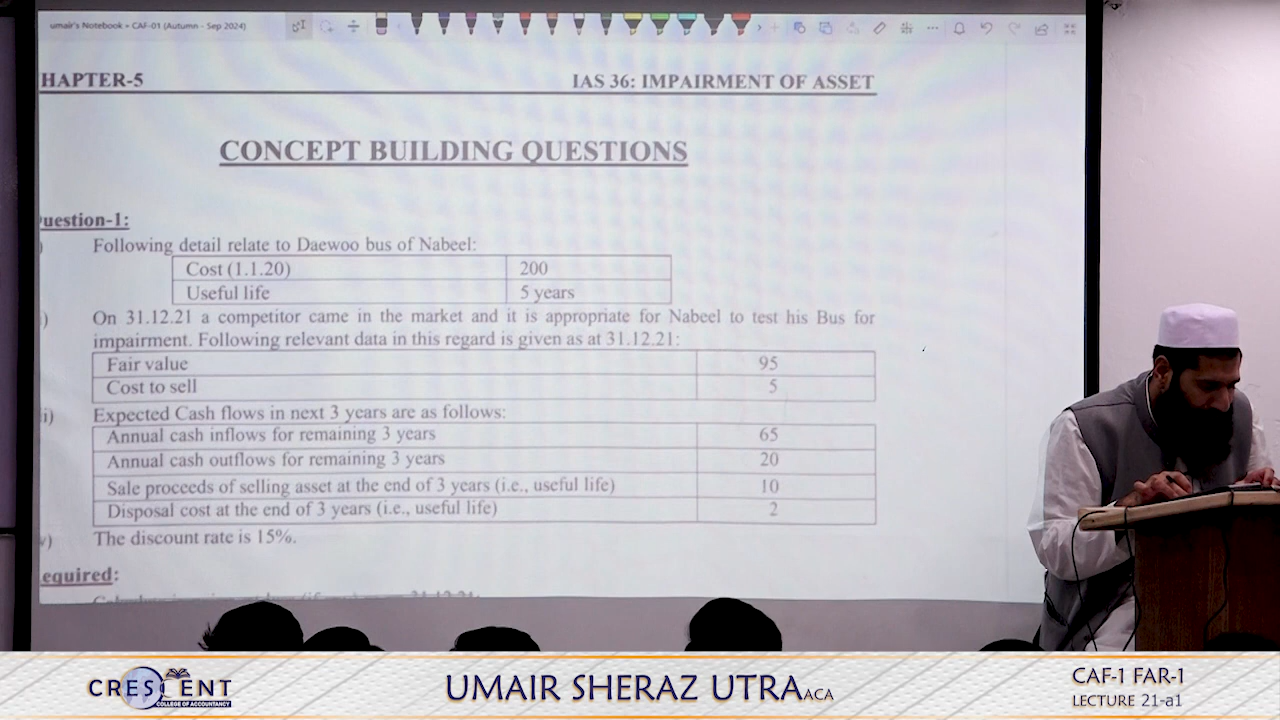 umair's Notebook » CAF-01 (Autumn - Sep 2024)
HAPTER-5 IAS 36: IMPAIRMENT OF ASSET
CONCEPT BUILDING QUESTIONS
uestion-1:
) Following detail relate to Daewoo bus of Nabeel:
Cost (1.1.20) 200
Useful life 5 years
) On 31.12.21 a competitor came in the market and it is appropriate for Nabeel to test his Bus for
impairment. Following relevant data in this regard is given as at 31.12.21:
Fair value 95
Cost to sell 5
i) Expected Cash flows in next 3 years are as follows:
Annual cash inflows for remaining 3 years 65
Annual cash outflows for remaining 3 years 20
Sale proceeds of selling asset at the end of 3 years (i.e., useful life) 10
Disposal cost at the end of 3 years (i.e., useful life) 2
v) The discount rate is 15%.
equired:
CRESCENT
COLLEGE OF ACCOUNTANCY
UMAIR SHERAZ UTRA ACA
CAF-1 FAR-1
LECTURE 21-a1